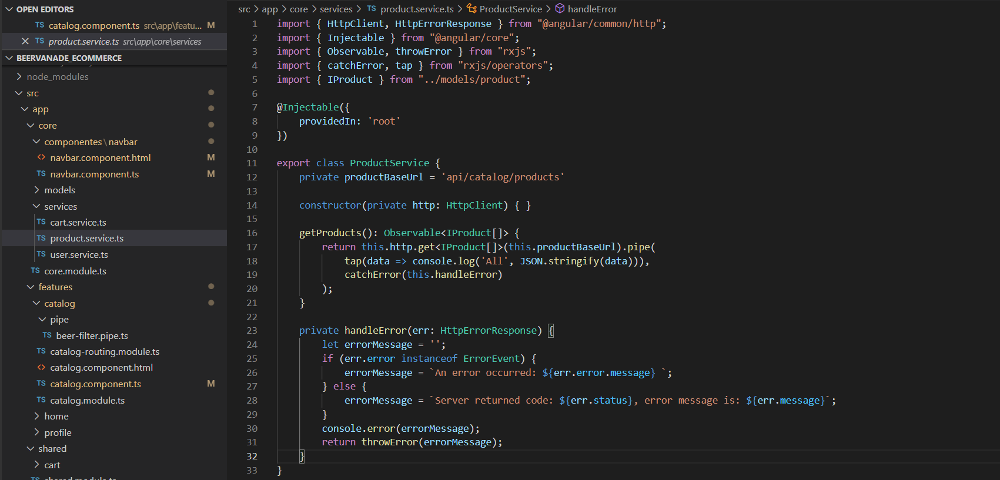 OPEN EDITORS
TS catalog.component.ts src\app\featu... M
TS product.service.ts src\app\core\services
BEERVANADE_ECOMMERCE
node_modules
src
app
core
componentes\navbar
<> navbar.component.html M
TS navbar.component.ts M
models
services
TS cart.service.ts
TS product.service.ts
TS user.service.ts
TS core.module.ts
features
catalog
pipe
TS beer-filter.pipe.ts
TS catalog-routing.module.ts
<> catalog.component.html
TS catalog.component.ts M
TS catalog.module.ts
home
profile
shared
cart
src > app > core > services > TS product.service.ts > ProductService > handleError
1 import { HttpClient, HttpErrorResponse } from "@angular/common/http";
2 import { Injectable } from "@angular/core";
3 import { Observable, throwError } from "rxjs";
4 import { catchError, tap } from "rxjs/operators";
5 import { IProduct } from "../models/product";
6
7 @Injectable({
8     providedIn: 'root'
9 })
10
11 export class ProductService {
12     private productBaseUrl = 'api/catalog/products'
13
14     constructor(private http: HttpClient) { }
15
16     getProducts(): Observable<IProduct[]> {
17         return this.http.get<IProduct[]>(this.productBaseUrl).pipe(
18             tap(data => console.log('All', JSON.stringify(data))),
19             catchError(this.handleError)
20         );
21     }
22
23     private handleError(err: HttpErrorResponse) {
24         let errorMessage = '';
25         if (err.error instanceof ErrorEvent) {
26             errorMessage = `An error occurred: ${err.error.message} `;
27         } else {
28             errorMessage = `Server returned code: ${err.status}, error message is: ${err.message}`;
29         }
30         console.error(errorMessage);
31         return throwError(errorMessage);
32     }
33 }